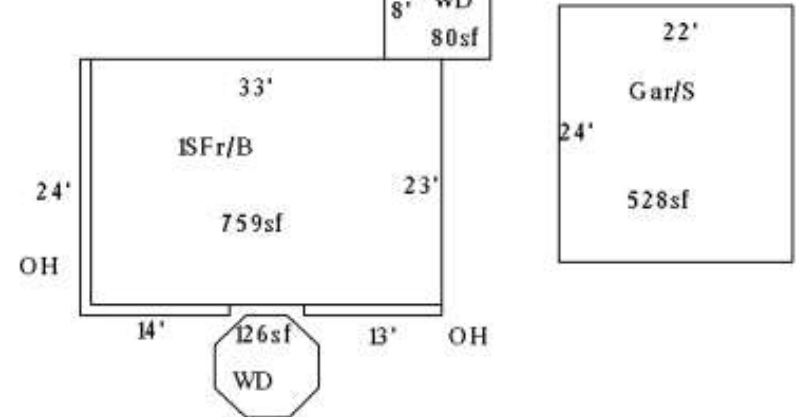 8' WD
80sf
33'
1SFr/B
24'
23'
759sf
OH
14'
126sf
13'
OH
WD
22'
Gar/S
24'
528sf